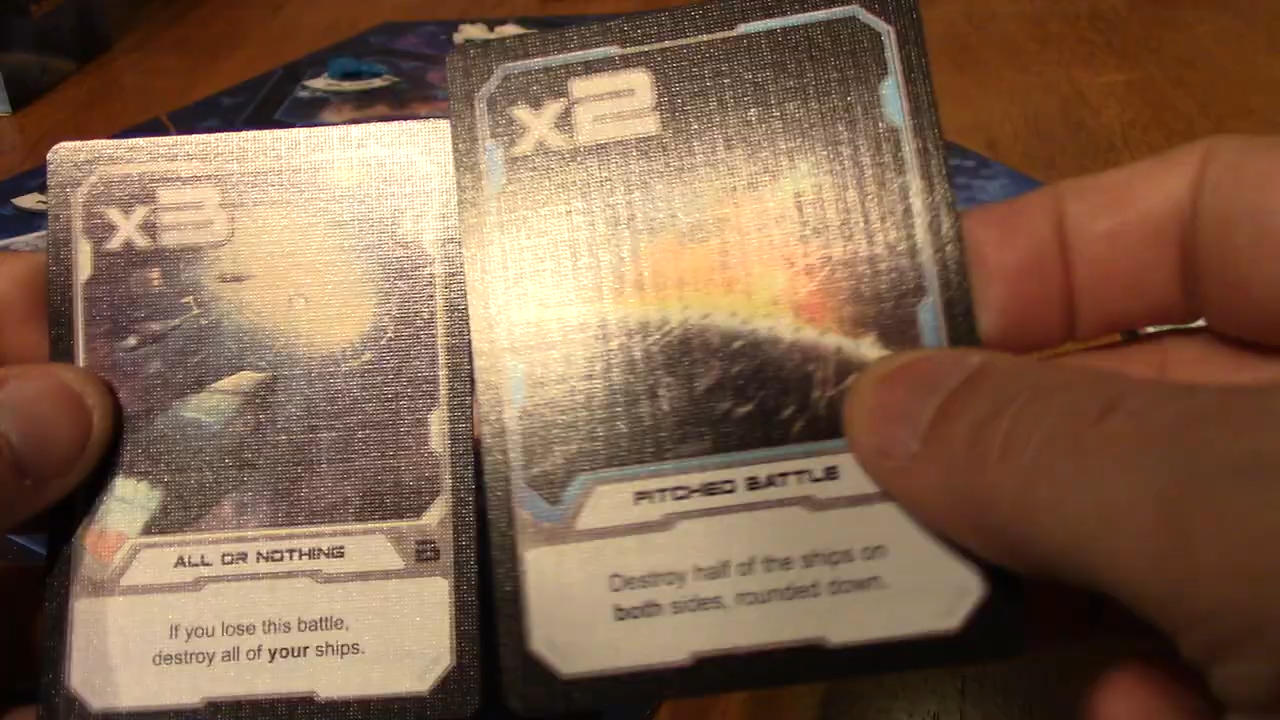 x3
ALL OR NOTHING
If you lose this battle,
destroy all of your ships.
x2
PITCHED BATTLE
Destroy half of the ships on
both sides, rounded down.